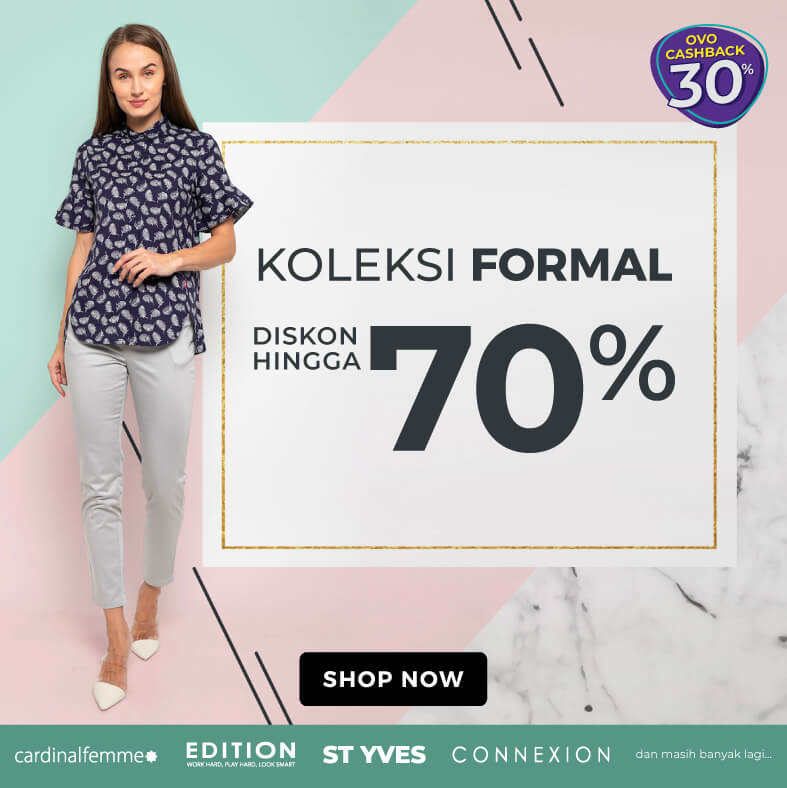 OVO
CASHBACK
30%
KOLEKSI FORMAL
DISKON
HINGGA
70%
SHOP NOW
cardinalfemme
EDITION
WORK HARD, PLAY HARD, LOOK SMART
ST YVES
CONNEXION
dan masih banyak lagi...